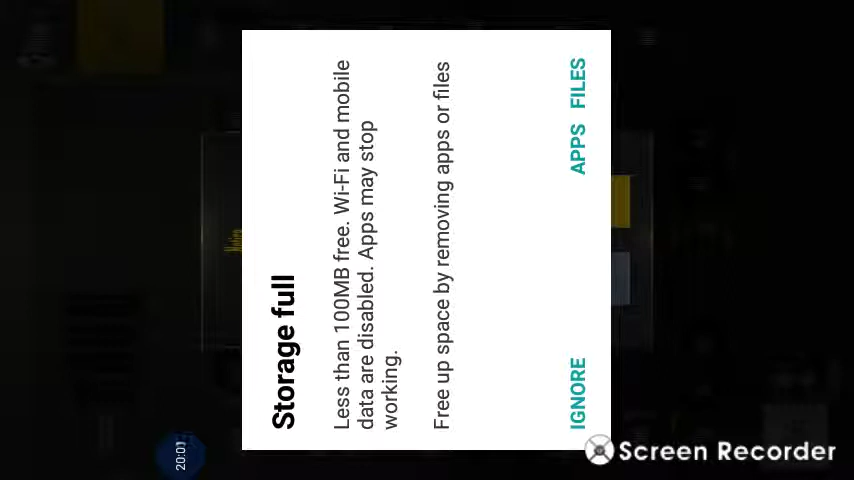 Storage full
Less than 100MB free. Wi-Fi and mobile
data are disabled. Apps may stop
working.
Free up space by removing apps or files
IGNORE APPS FILES
20:01
Screen Recorder